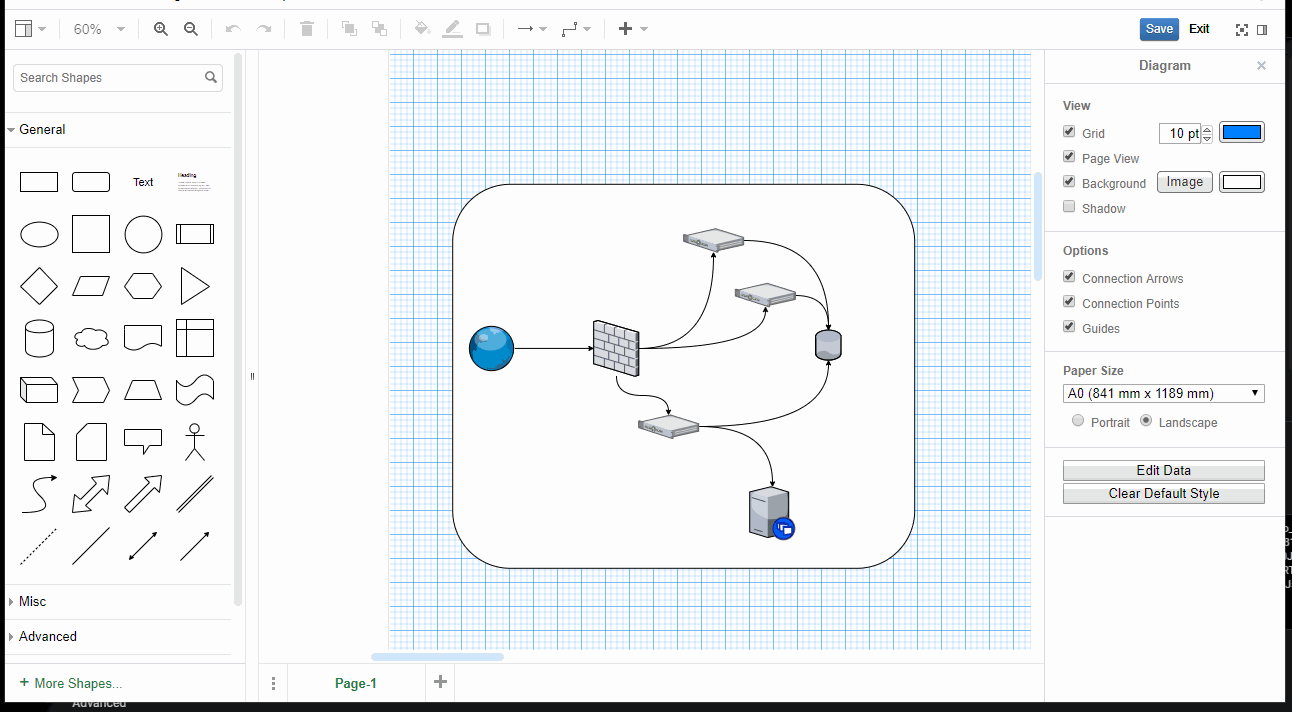 60%
Save
Exit
Search Shapes
General
Text
Heading
Misc
Advanced
+ More Shapes...
Page-1
Diagram
View
Grid
10 pt
Page View
Background
Image
Shadow
Options
Connection Arrows
Connection Points
Guides
Paper Size
A0 (841 mm x 1189 mm)
Portrait
Landscape
Edit Data
Clear Default Style
Advanced